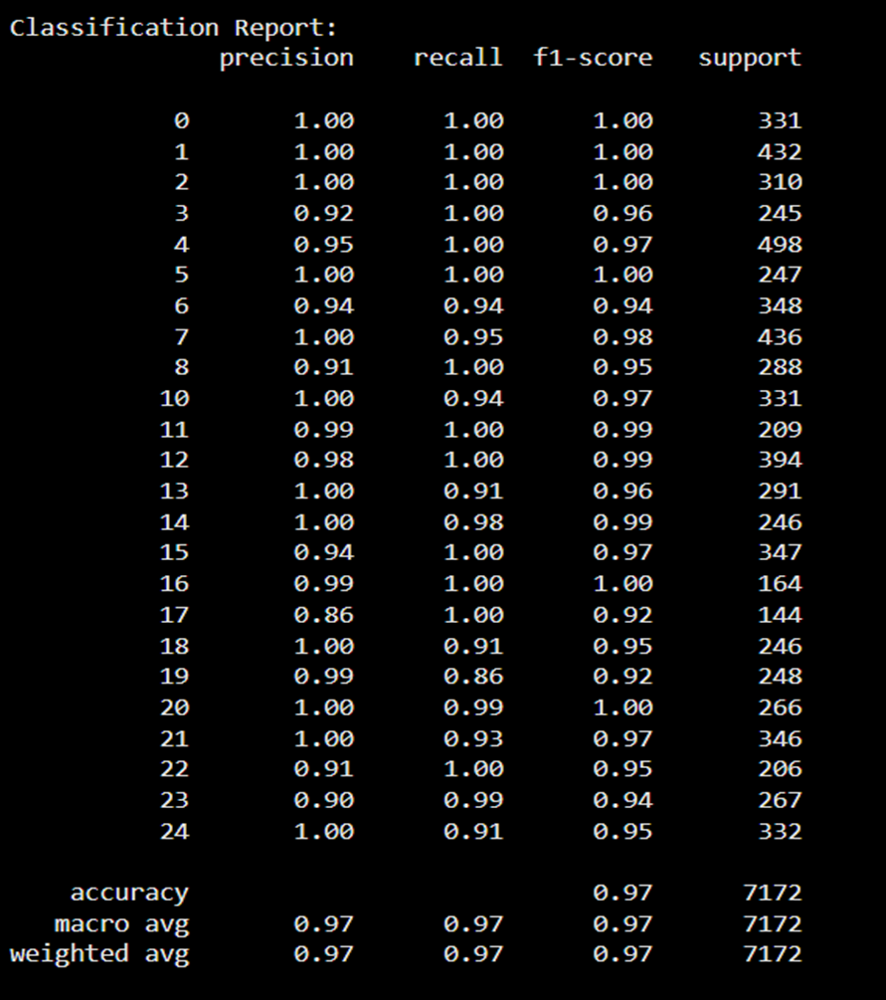 Classification Report:
precision recall f1-score support
0 1.00 1.00 1.00 331
1 1.00 1.00 1.00 432
2 1.00 1.00 1.00 310
3 0.92 1.00 0.96 245
4 0.95 1.00 0.97 498
5 1.00 1.00 1.00 247
6 0.94 0.94 0.94 348
7 1.00 0.95 0.98 436
8 0.91 1.00 0.95 288
10 1.00 0.94 0.97 331
11 0.99 1.00 0.99 209
12 0.98 1.00 0.99 394
13 1.00 0.91 0.96 291
14 1.00 0.98 0.99 246
15 0.94 1.00 0.97 347
16 0.99 1.00 1.00 164
17 0.86 1.00 0.92 144
18 1.00 0.91 0.95 246
19 0.99 0.86 0.92 248
20 1.00 0.99 1.00 266
21 1.00 0.93 0.97 346
22 0.91 1.00 0.95 206
23 0.90 0.99 0.94 267
24 1.00 0.91 0.95 332
accuracy 0.97 7172
macro avg 0.97 0.97 0.97 7172
weighted avg 0.97 0.97 0.97 7172